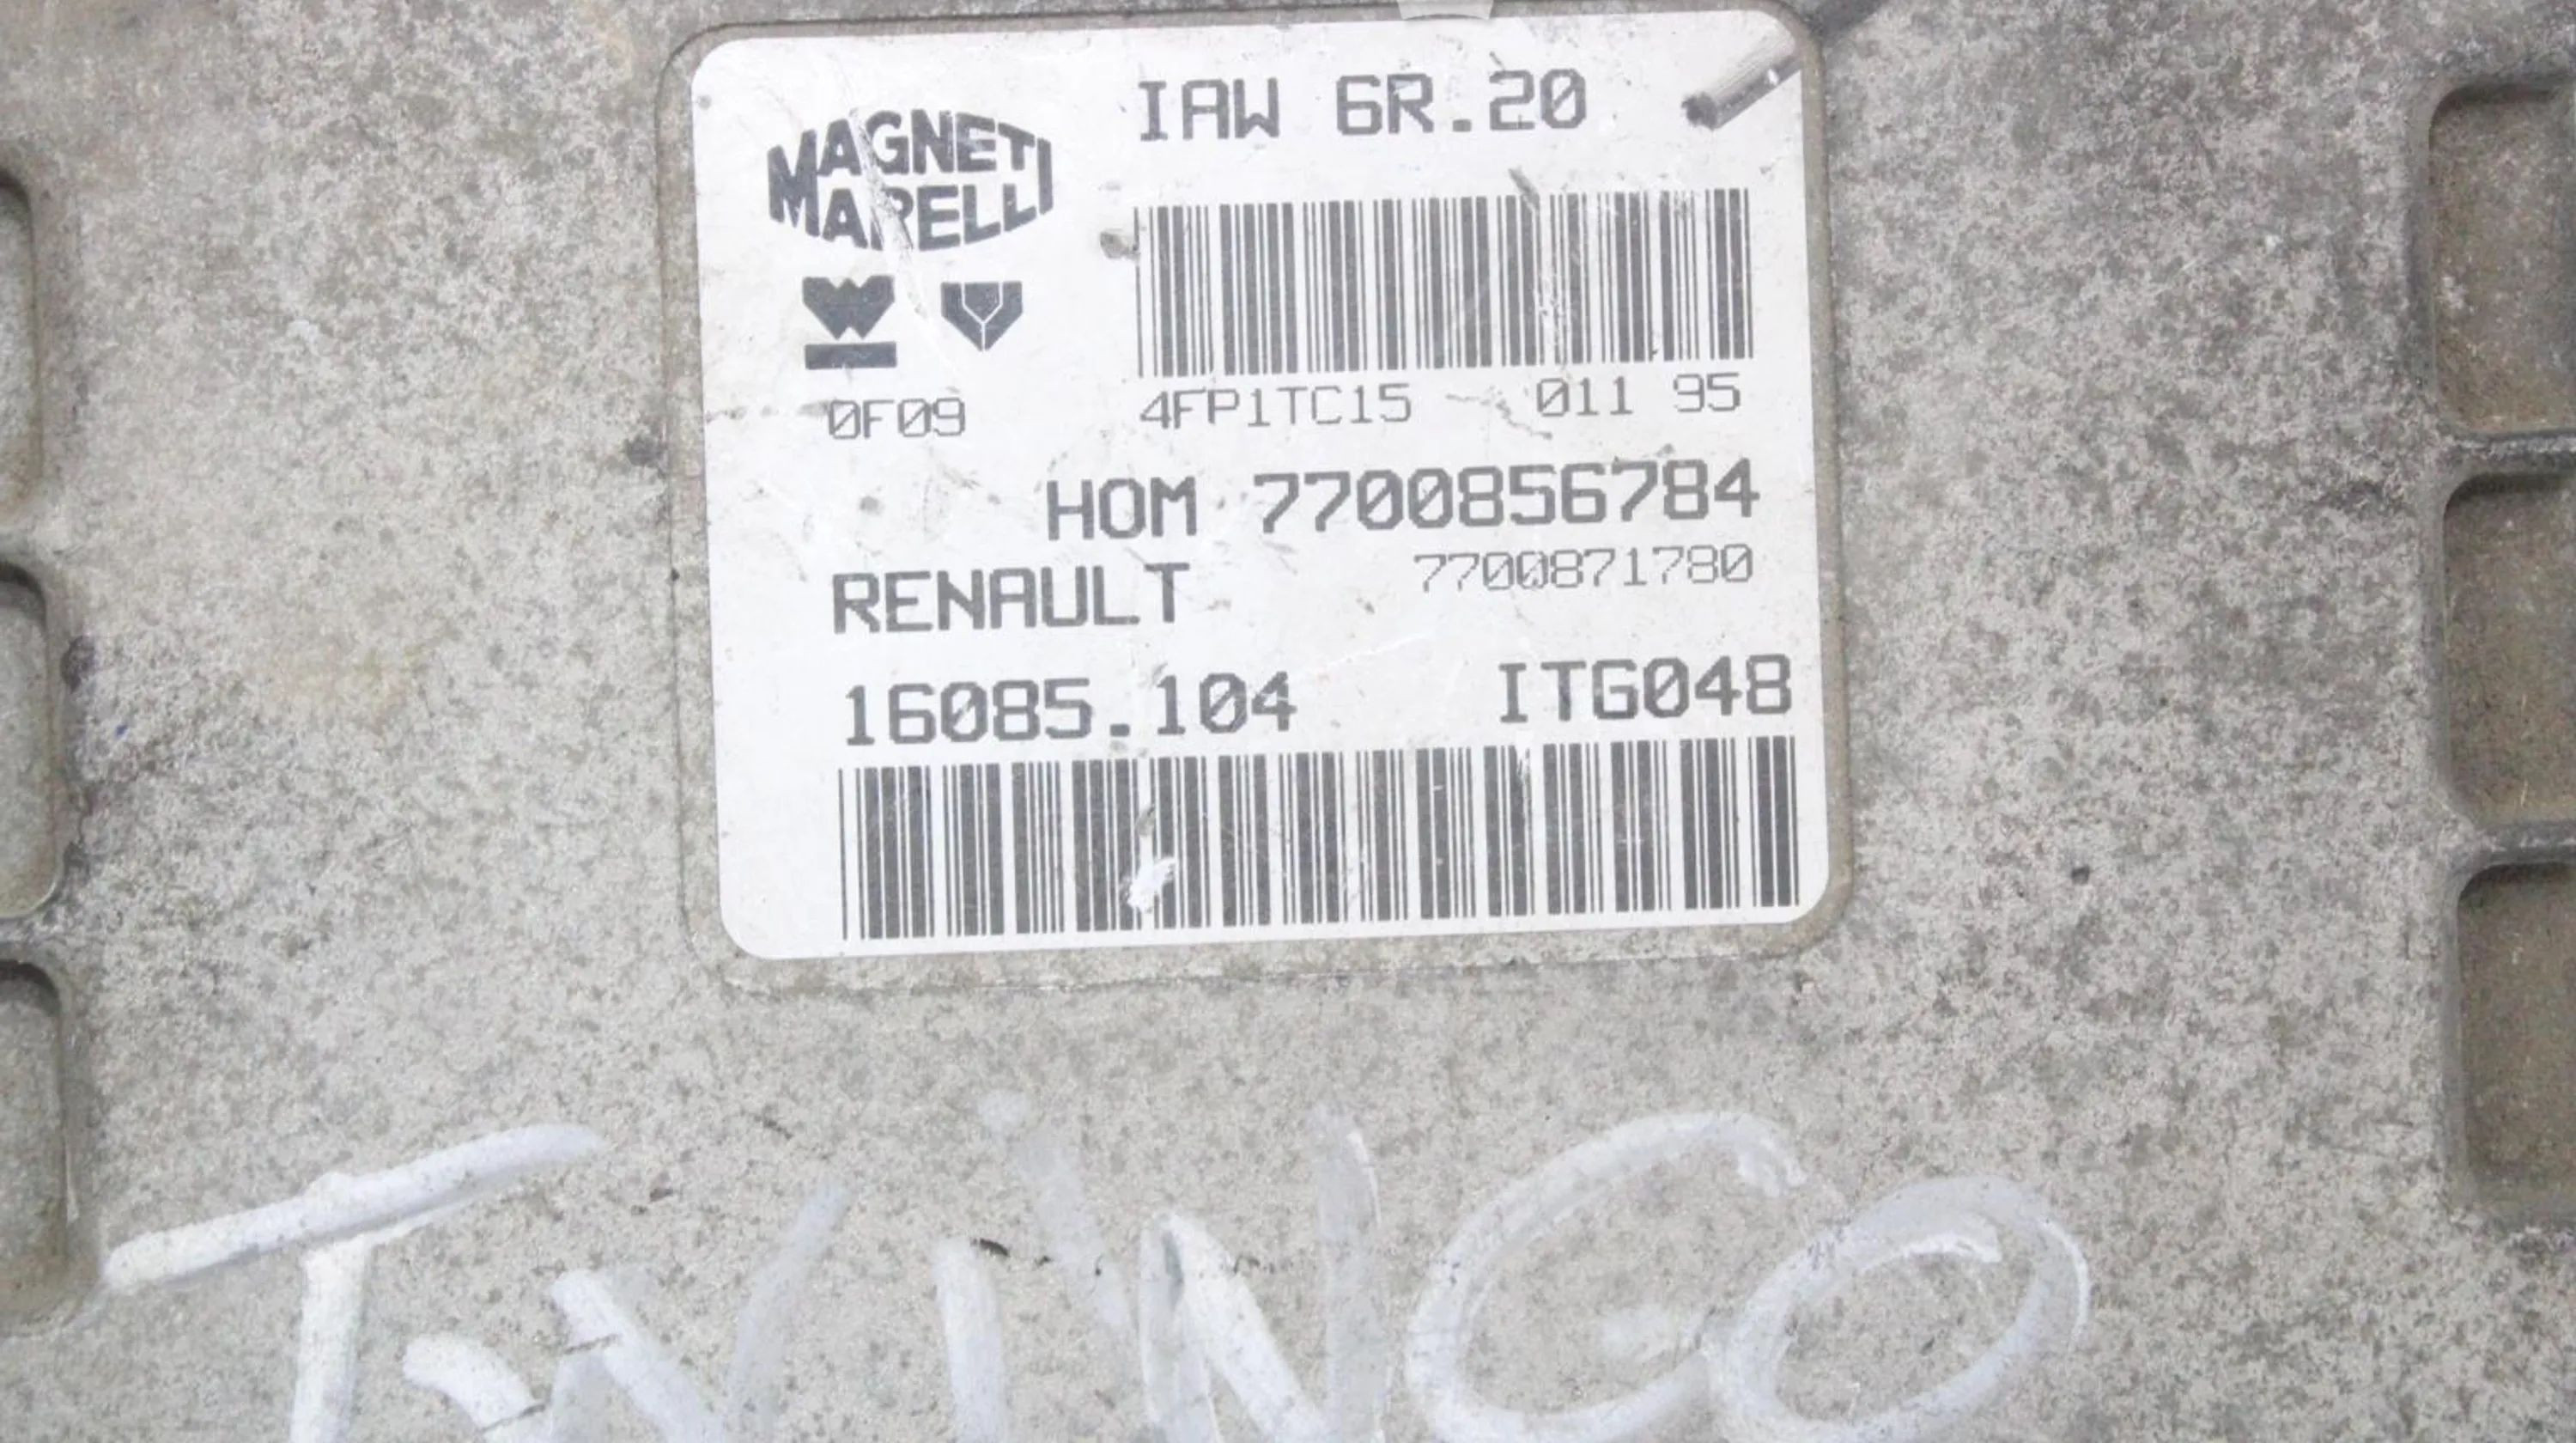 IAW 6R.20
MAGNETI
MARELLI
0F09
4FP1TC15 011 95
HOM 7700856784
RENAULT 7700871780
16085.104 ITG048
TWINGO